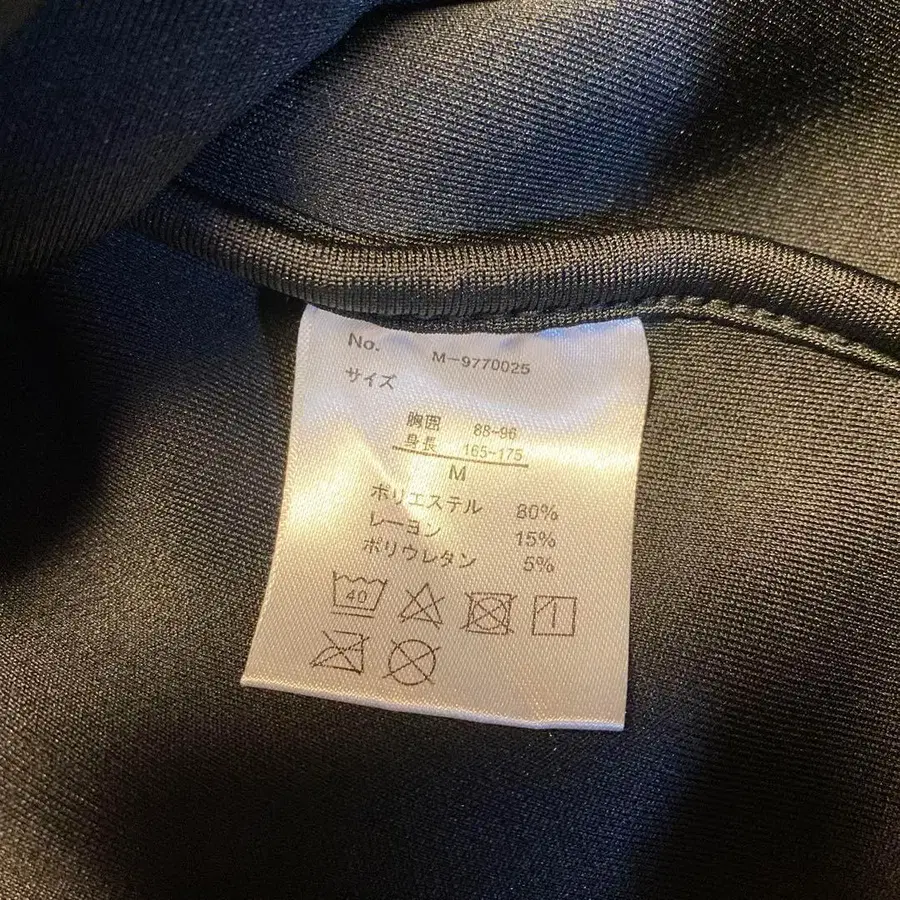 No. M-9770025
サイズ
胸囲 88~96
身長 165~175
M
ポリエステル 80%
レーヨン 15%
ポリウレタン 5%
40